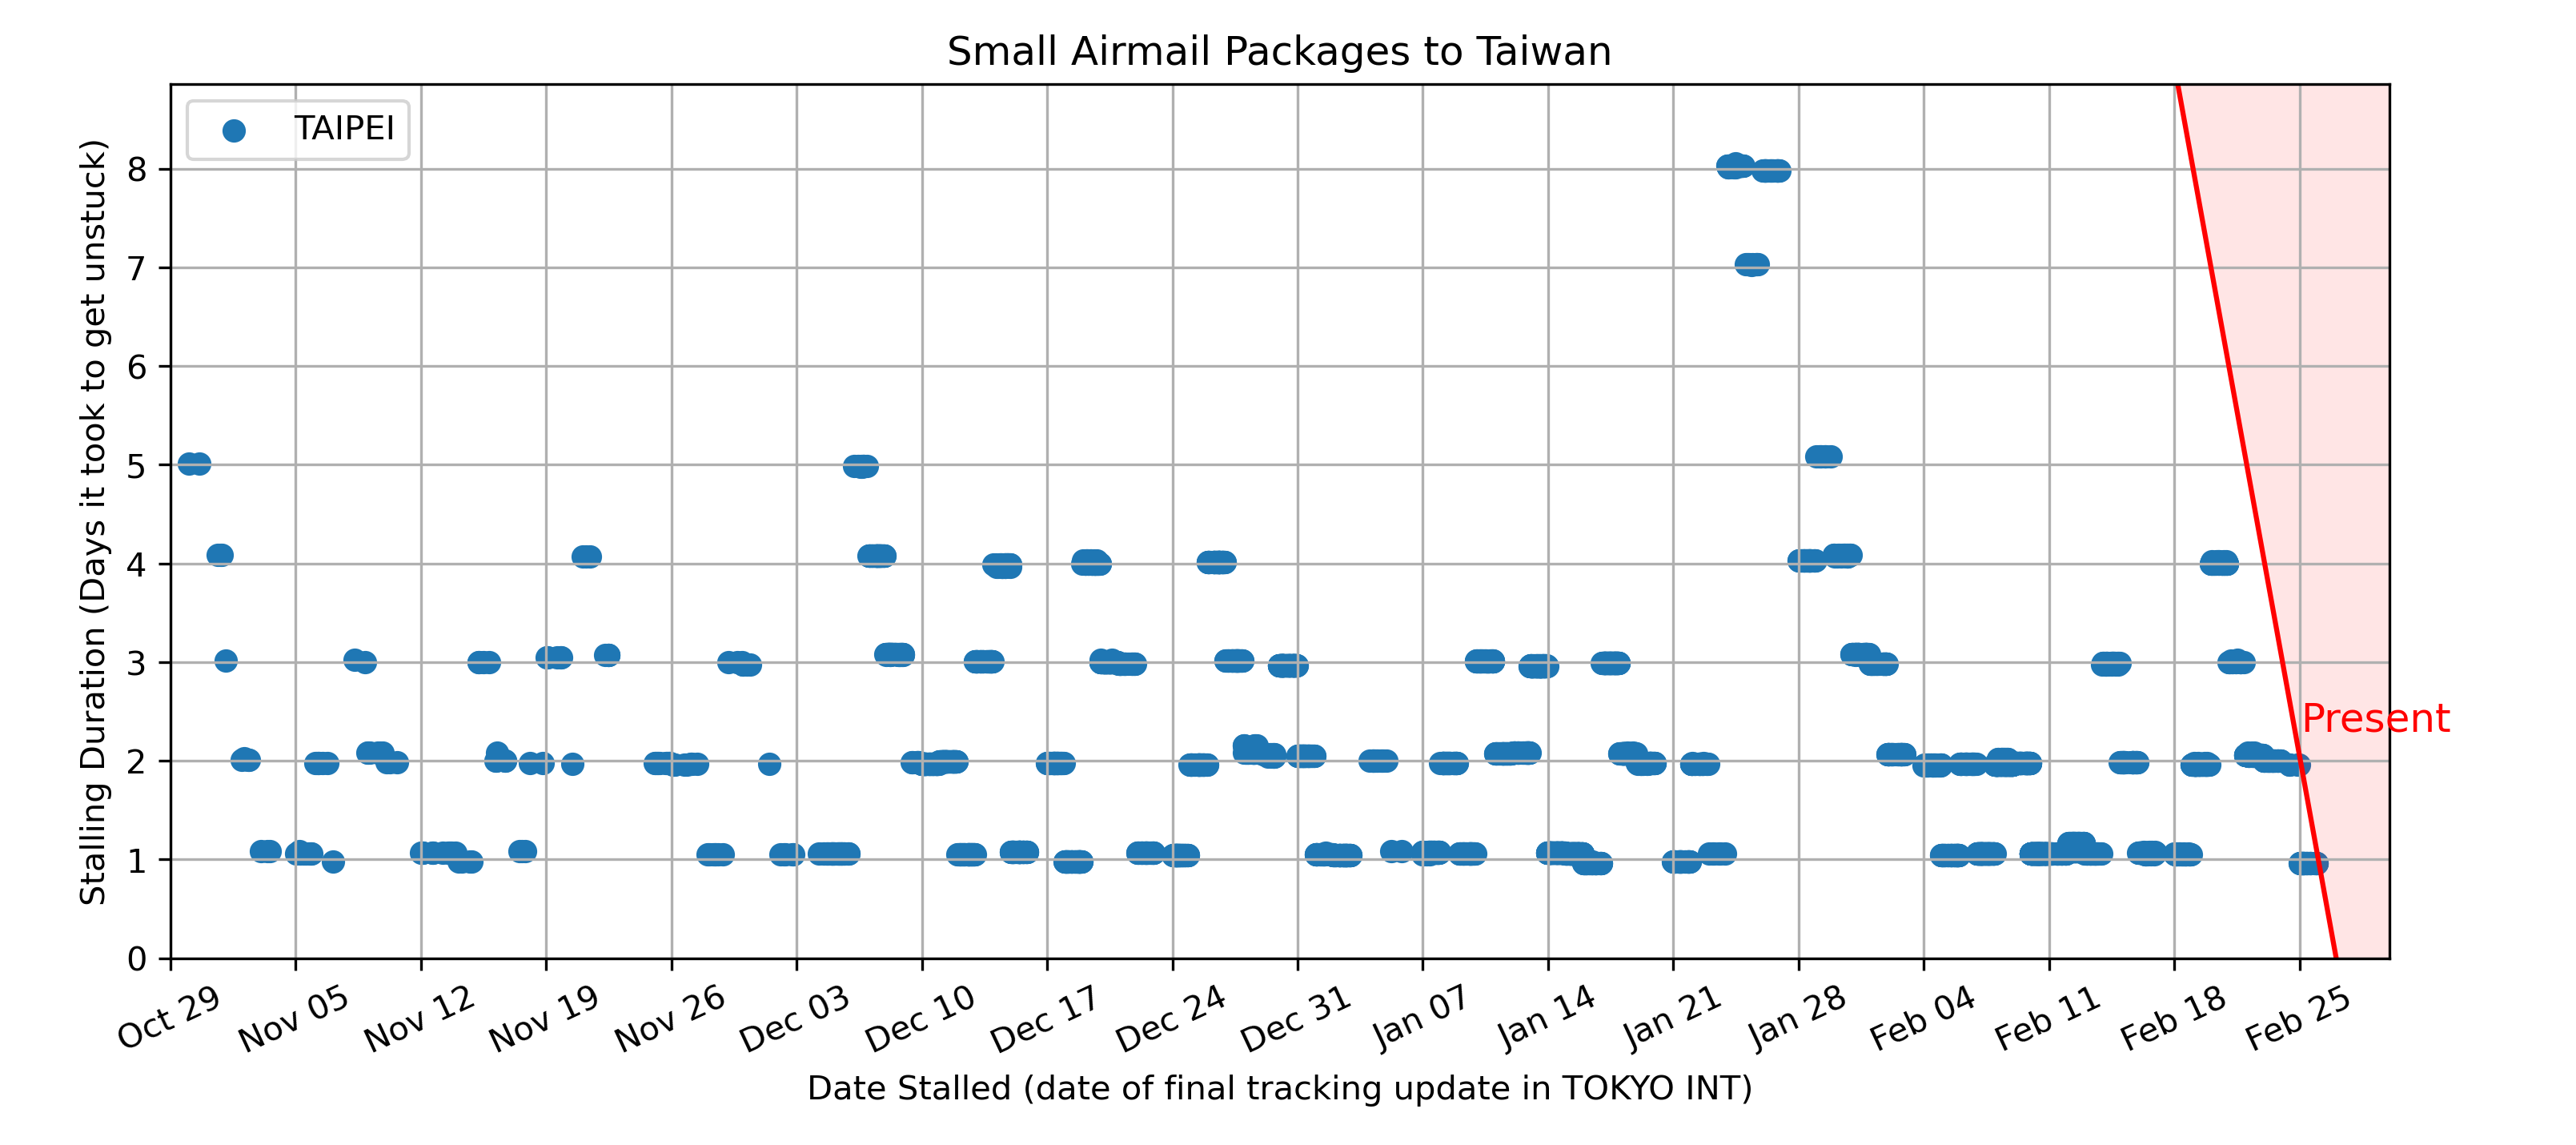 Small Airmail Packages to Taiwan
TAIPEI
Stalling Duration (Days it took to get unstuck)
8
7
6
5
4
3
2
1
0
Present
Oct 29 Nov 05 Nov 12 Nov 19 Nov 26 Dec 03 Dec 10 Dec 17 Dec 24 Dec 31 Jan 07 Jan 14 Jan 21 Jan 28 Feb 04 Feb 11 Feb 18 Feb 25
Date Stalled (date of final tracking update in TOKYO INT)